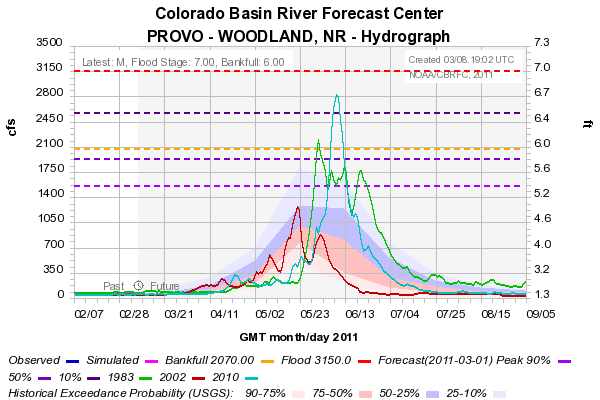 Colorado Basin River Forecast Center
PROVO - WOODLAND, NR - Hydrograph
3500 7.3
Latest: M, Flood Stage: 7.00, Bankfull: 6.00 Created 03/08.19:02 UTC
3150 7.0
NOAA/CBRFC, 2011
2800 6.7
2450 6.4
cfs ft
2100 6.0
1750 5.6
1400 5.2
1050 4.6
700 4.0
350 3.2
Past Future
0 1.3
02/07 02/28 03/21 04/11 05/02 05/23 06/13 07/04 07/25 08/15 09/05
GMT month/day 2011
Observed Simulated Bankfull 2070.00 Flood 3150.0 Forecast(2011-03-01) Peak 90%
50% 10% 1983 2002 2010
Historical Exceedance Probability (USGS): 90-75% 75-50% 50-25% 25-10%